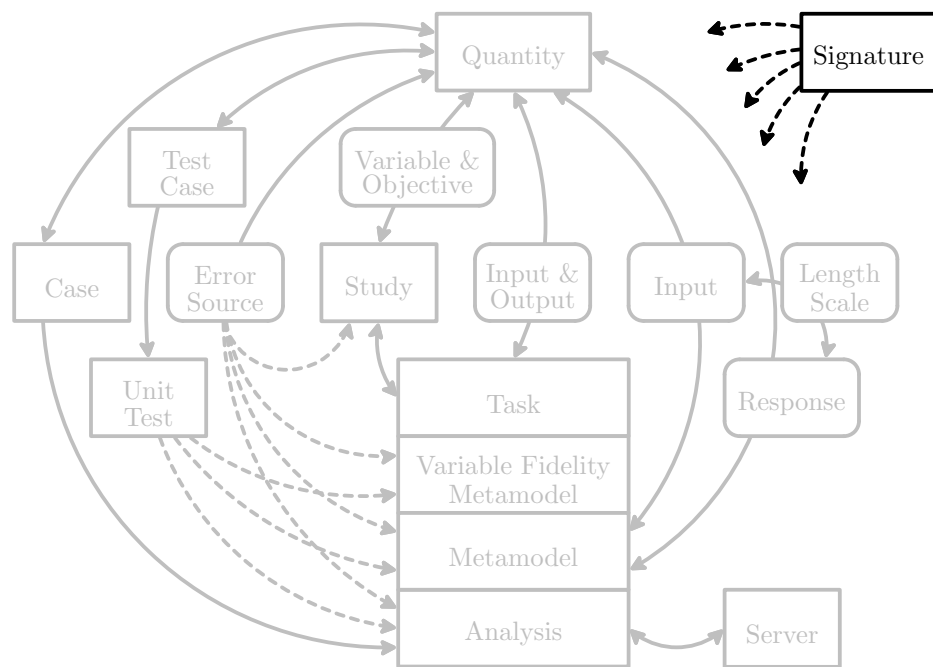 Quantity
Signature
Test
Case
Variable &
Objective
Case
Error
Source
Study
Input &
Output
Input
Length
Scale
Unit
Test
Task
Response
Variable Fidelity
Metamodel
Metamodel
Analysis
Server